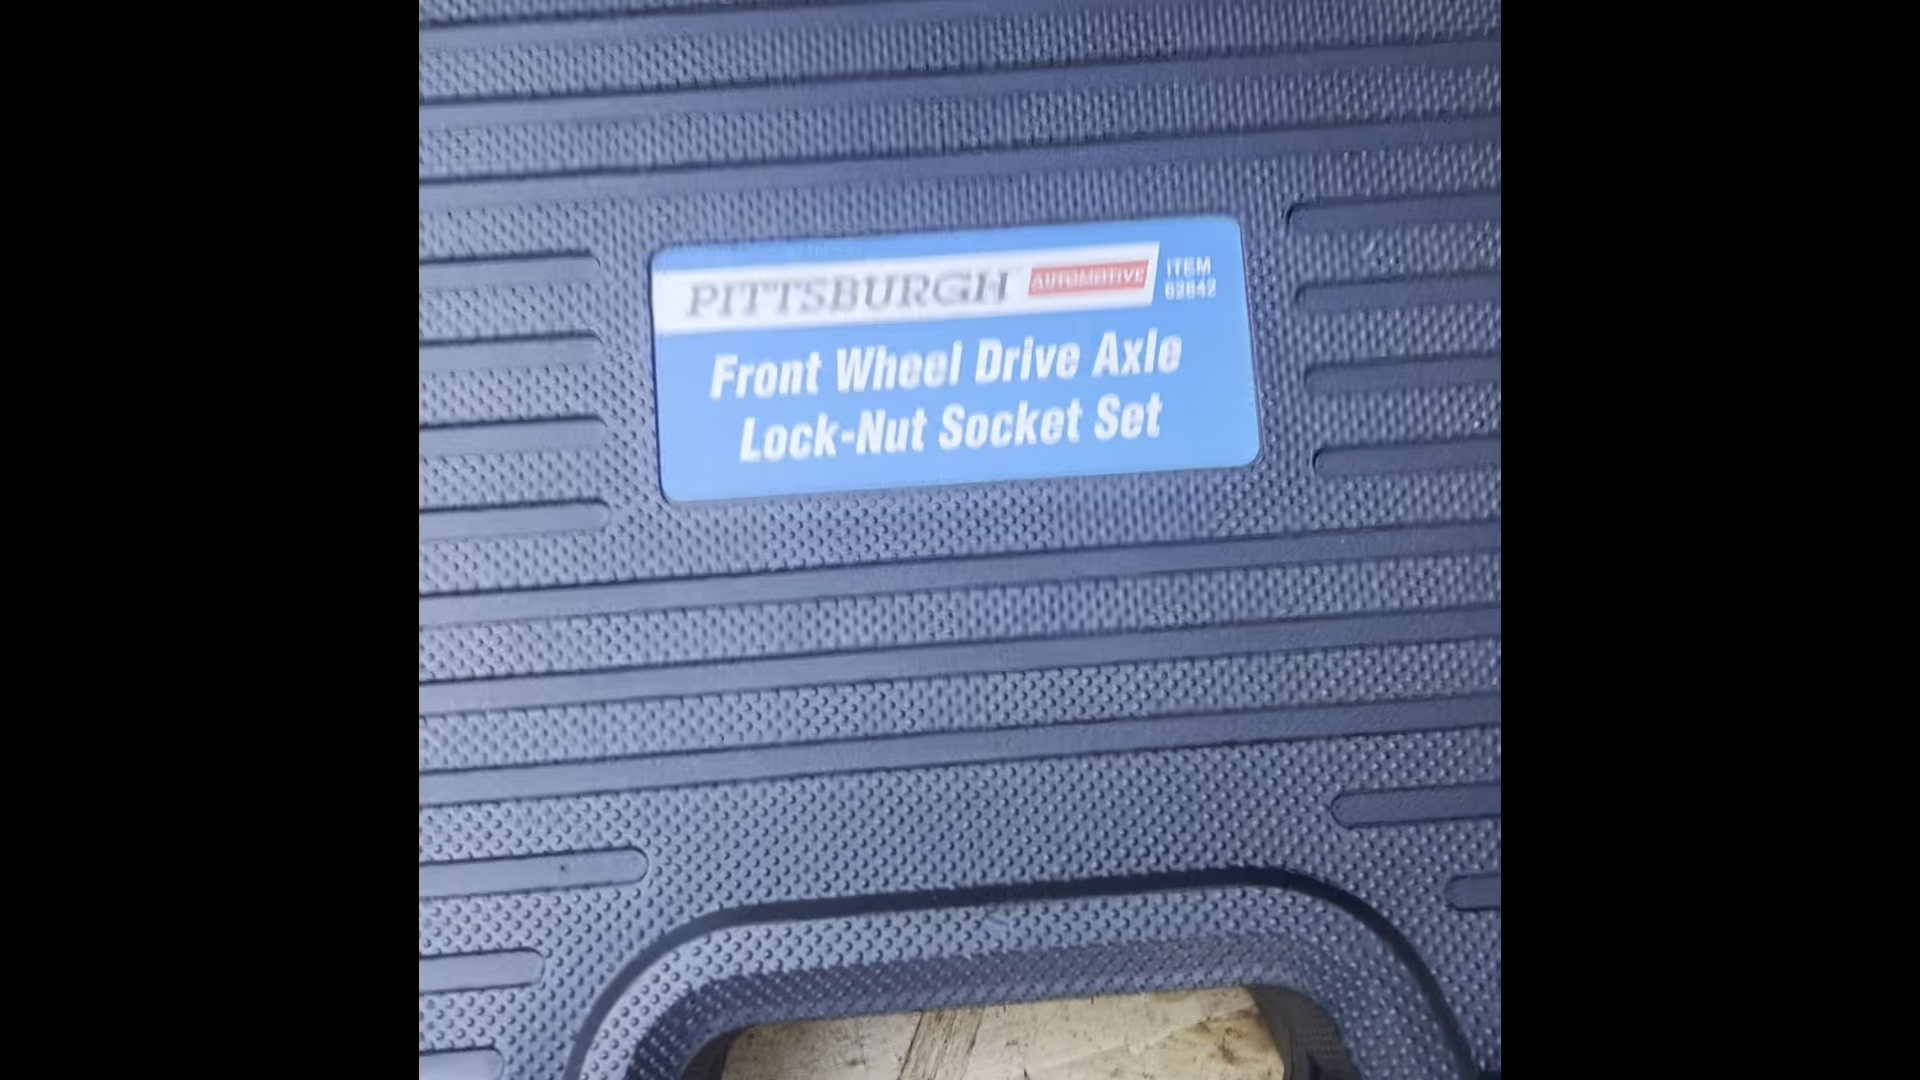 PITTSBURGH AUTOMOTIVE ITEM
62842
Front Wheel Drive Axle
Lock-Nut Socket Set